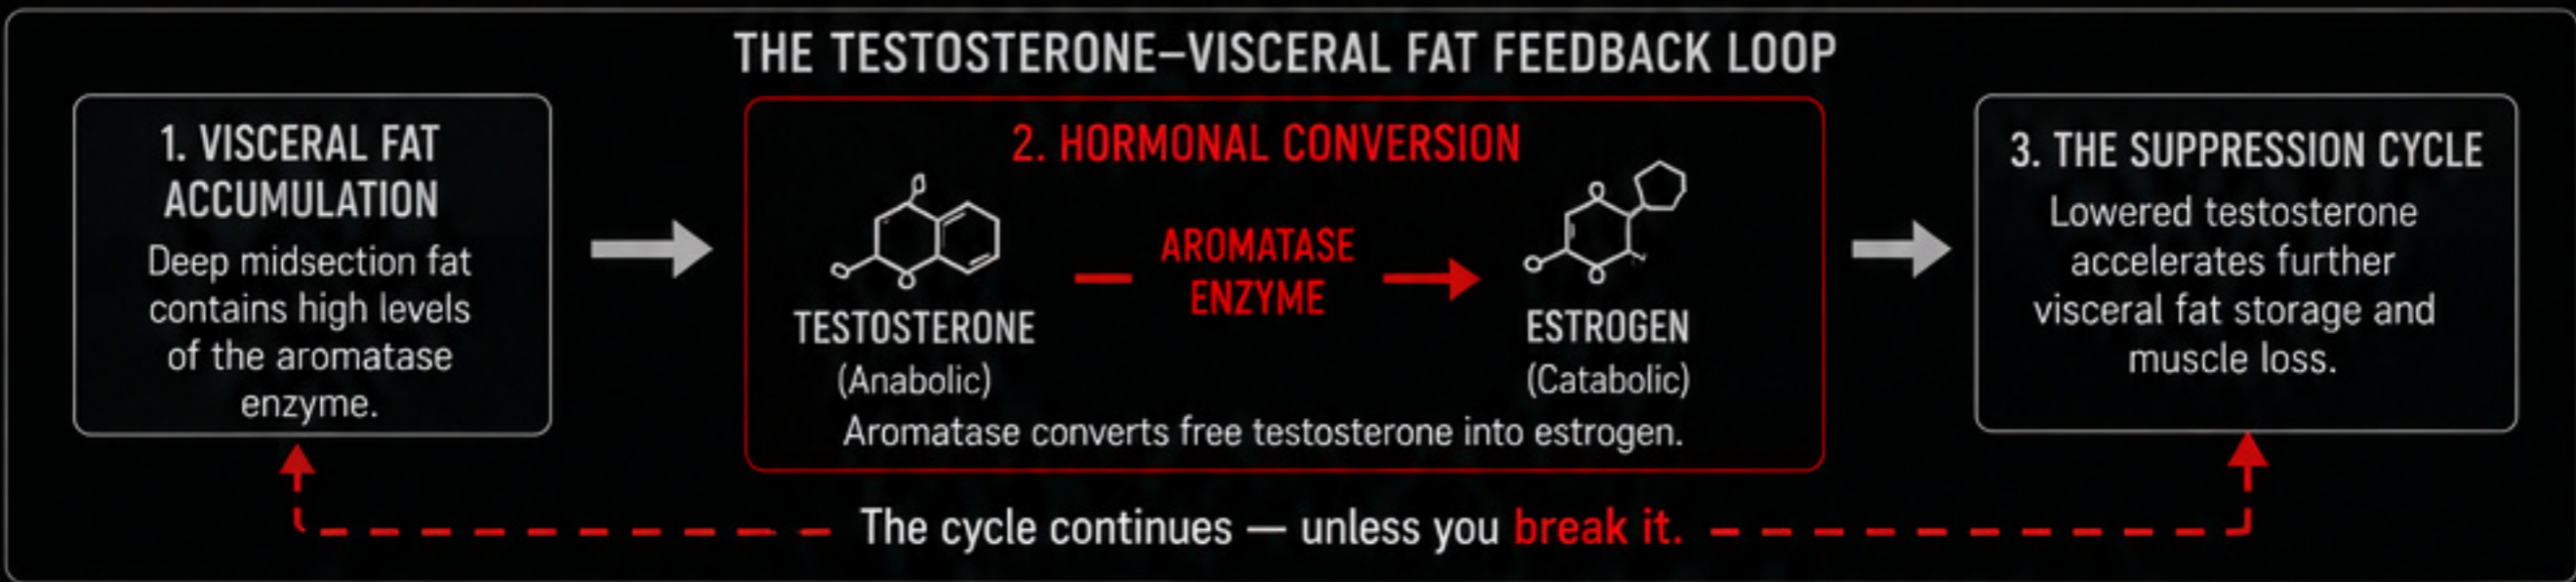 THE TESTOSTERONE–VISCERAL FAT FEEDBACK LOOP
1. VISCERAL FAT
ACCUMULATION
Deep midsection fat
contains high levels
of the aromatase
enzyme.
2. HORMONAL CONVERSION
TESTOSTERONE
(Anabolic)
AROMATASE
ENZYME
ESTROGEN
(Catabolic)
Aromatase converts free testosterone into estrogen.
3. THE SUPPRESSION CYCLE
Lowered testosterone
accelerates further
visceral fat storage and
muscle loss.
The cycle continues — unless you break it.